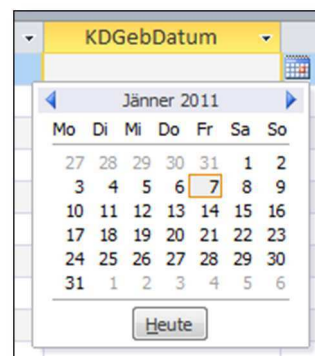 KDGebDatum
Jänner 2011
Mo Di Mi Do Fr Sa So
27 28 29 30 31 1 2
3 4 5 6 7 8 9
10 11 12 13 14 15 16
17 18 19 20 21 22 23
24 25 26 27 28 29 30
31 1 2 3 4 5 6
Heute